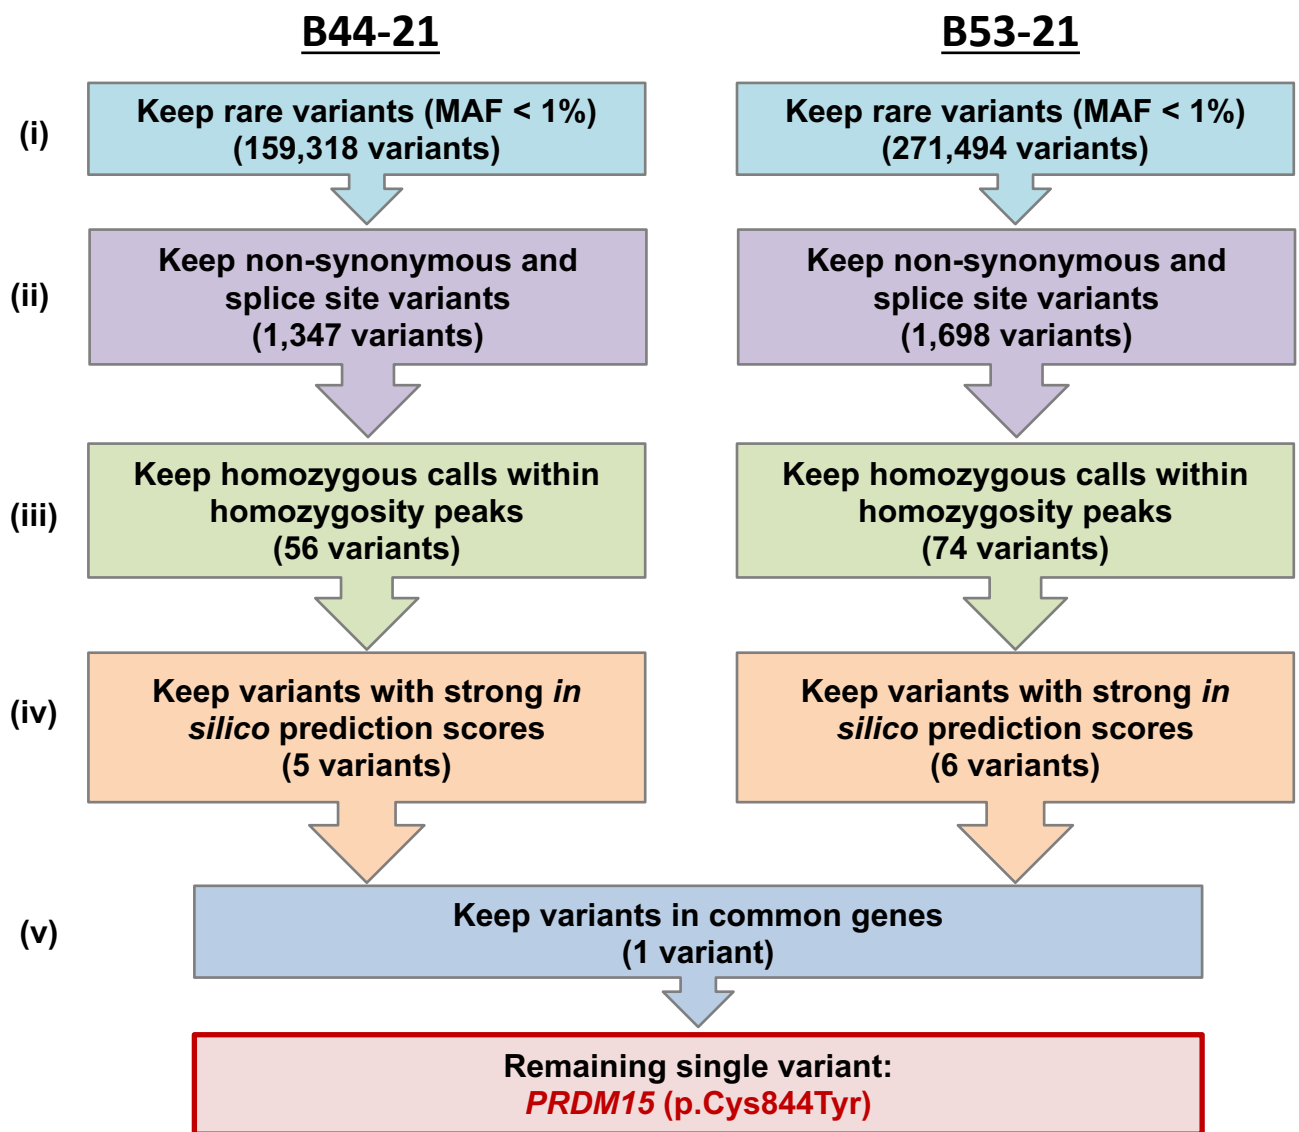 B44-21
B53-21
(i)
Keep rare variants (MAF < 1%)
(159,318 variants)
Keep rare variants (MAF < 1%)
(271,494 variants)
(ii)
Keep non-synonymous and
splice site variants
(1,347 variants)
Keep non-synonymous and
splice site variants
(1,698 variants)
(iii)
Keep homozygous calls within
homozygosity peaks
(56 variants)
Keep homozygous calls within
homozygosity peaks
(74 variants)
(iv)
Keep variants with strong in
silico prediction scores
(5 variants)
Keep variants with strong in
silico prediction scores
(6 variants)
(v)
Keep variants in common genes
(1 variant)
Remaining single variant:
PRDM15 (p.Cys844Tyr)